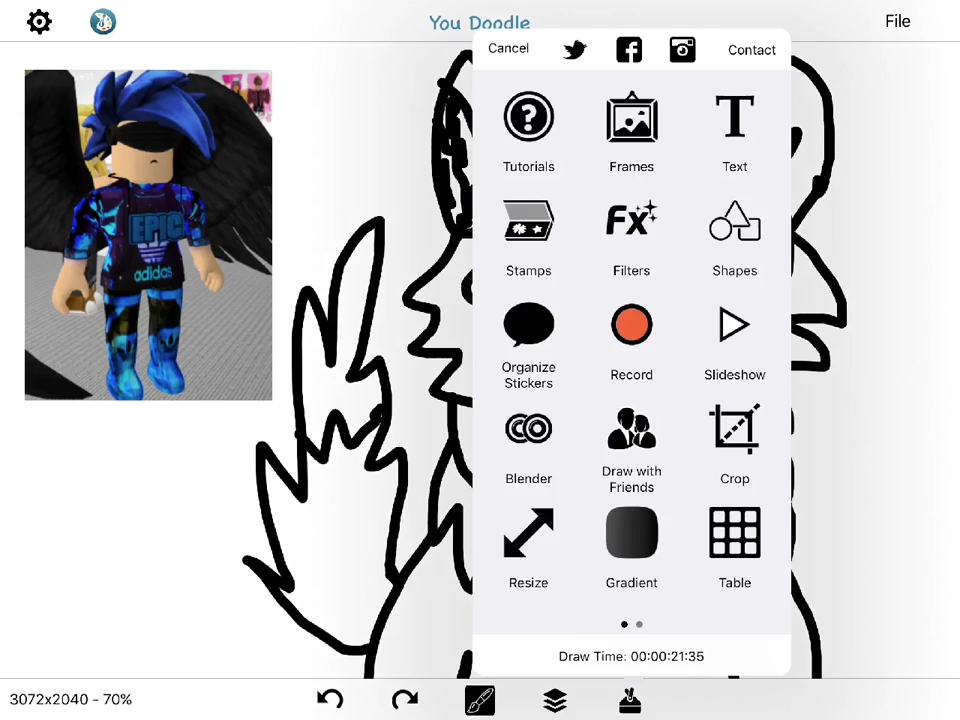 You Doodle
File
Cancel
Contact
Tutorials
Frames
Text
Stamps
Fx
Filters
Shapes
Organize
Stickers
Record
Slideshow
Blender
Draw with
Friends
Crop
Resize
Gradient
Table
Draw Time: 00:00:21:35
3072x2040 - 70%
EPIC
adidas